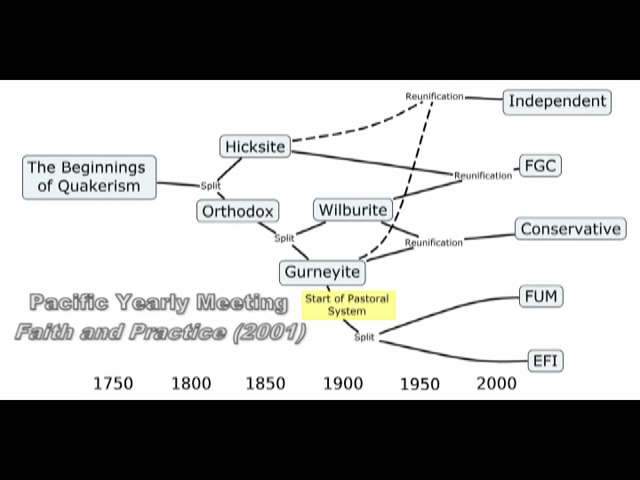 Reunification
Independent
Hicksite
The Beginnings
of Quakerism
Split
Reunification
FGC
Orthodox
Wilburite
Split
Reunification
Conservative
Gurneyite
Pacific Yearly Meeting
Faith and Practice (2001)
Start of Pastoral
System
FUM
Split
EFI
1750 1800 1850 1900 1950 2000